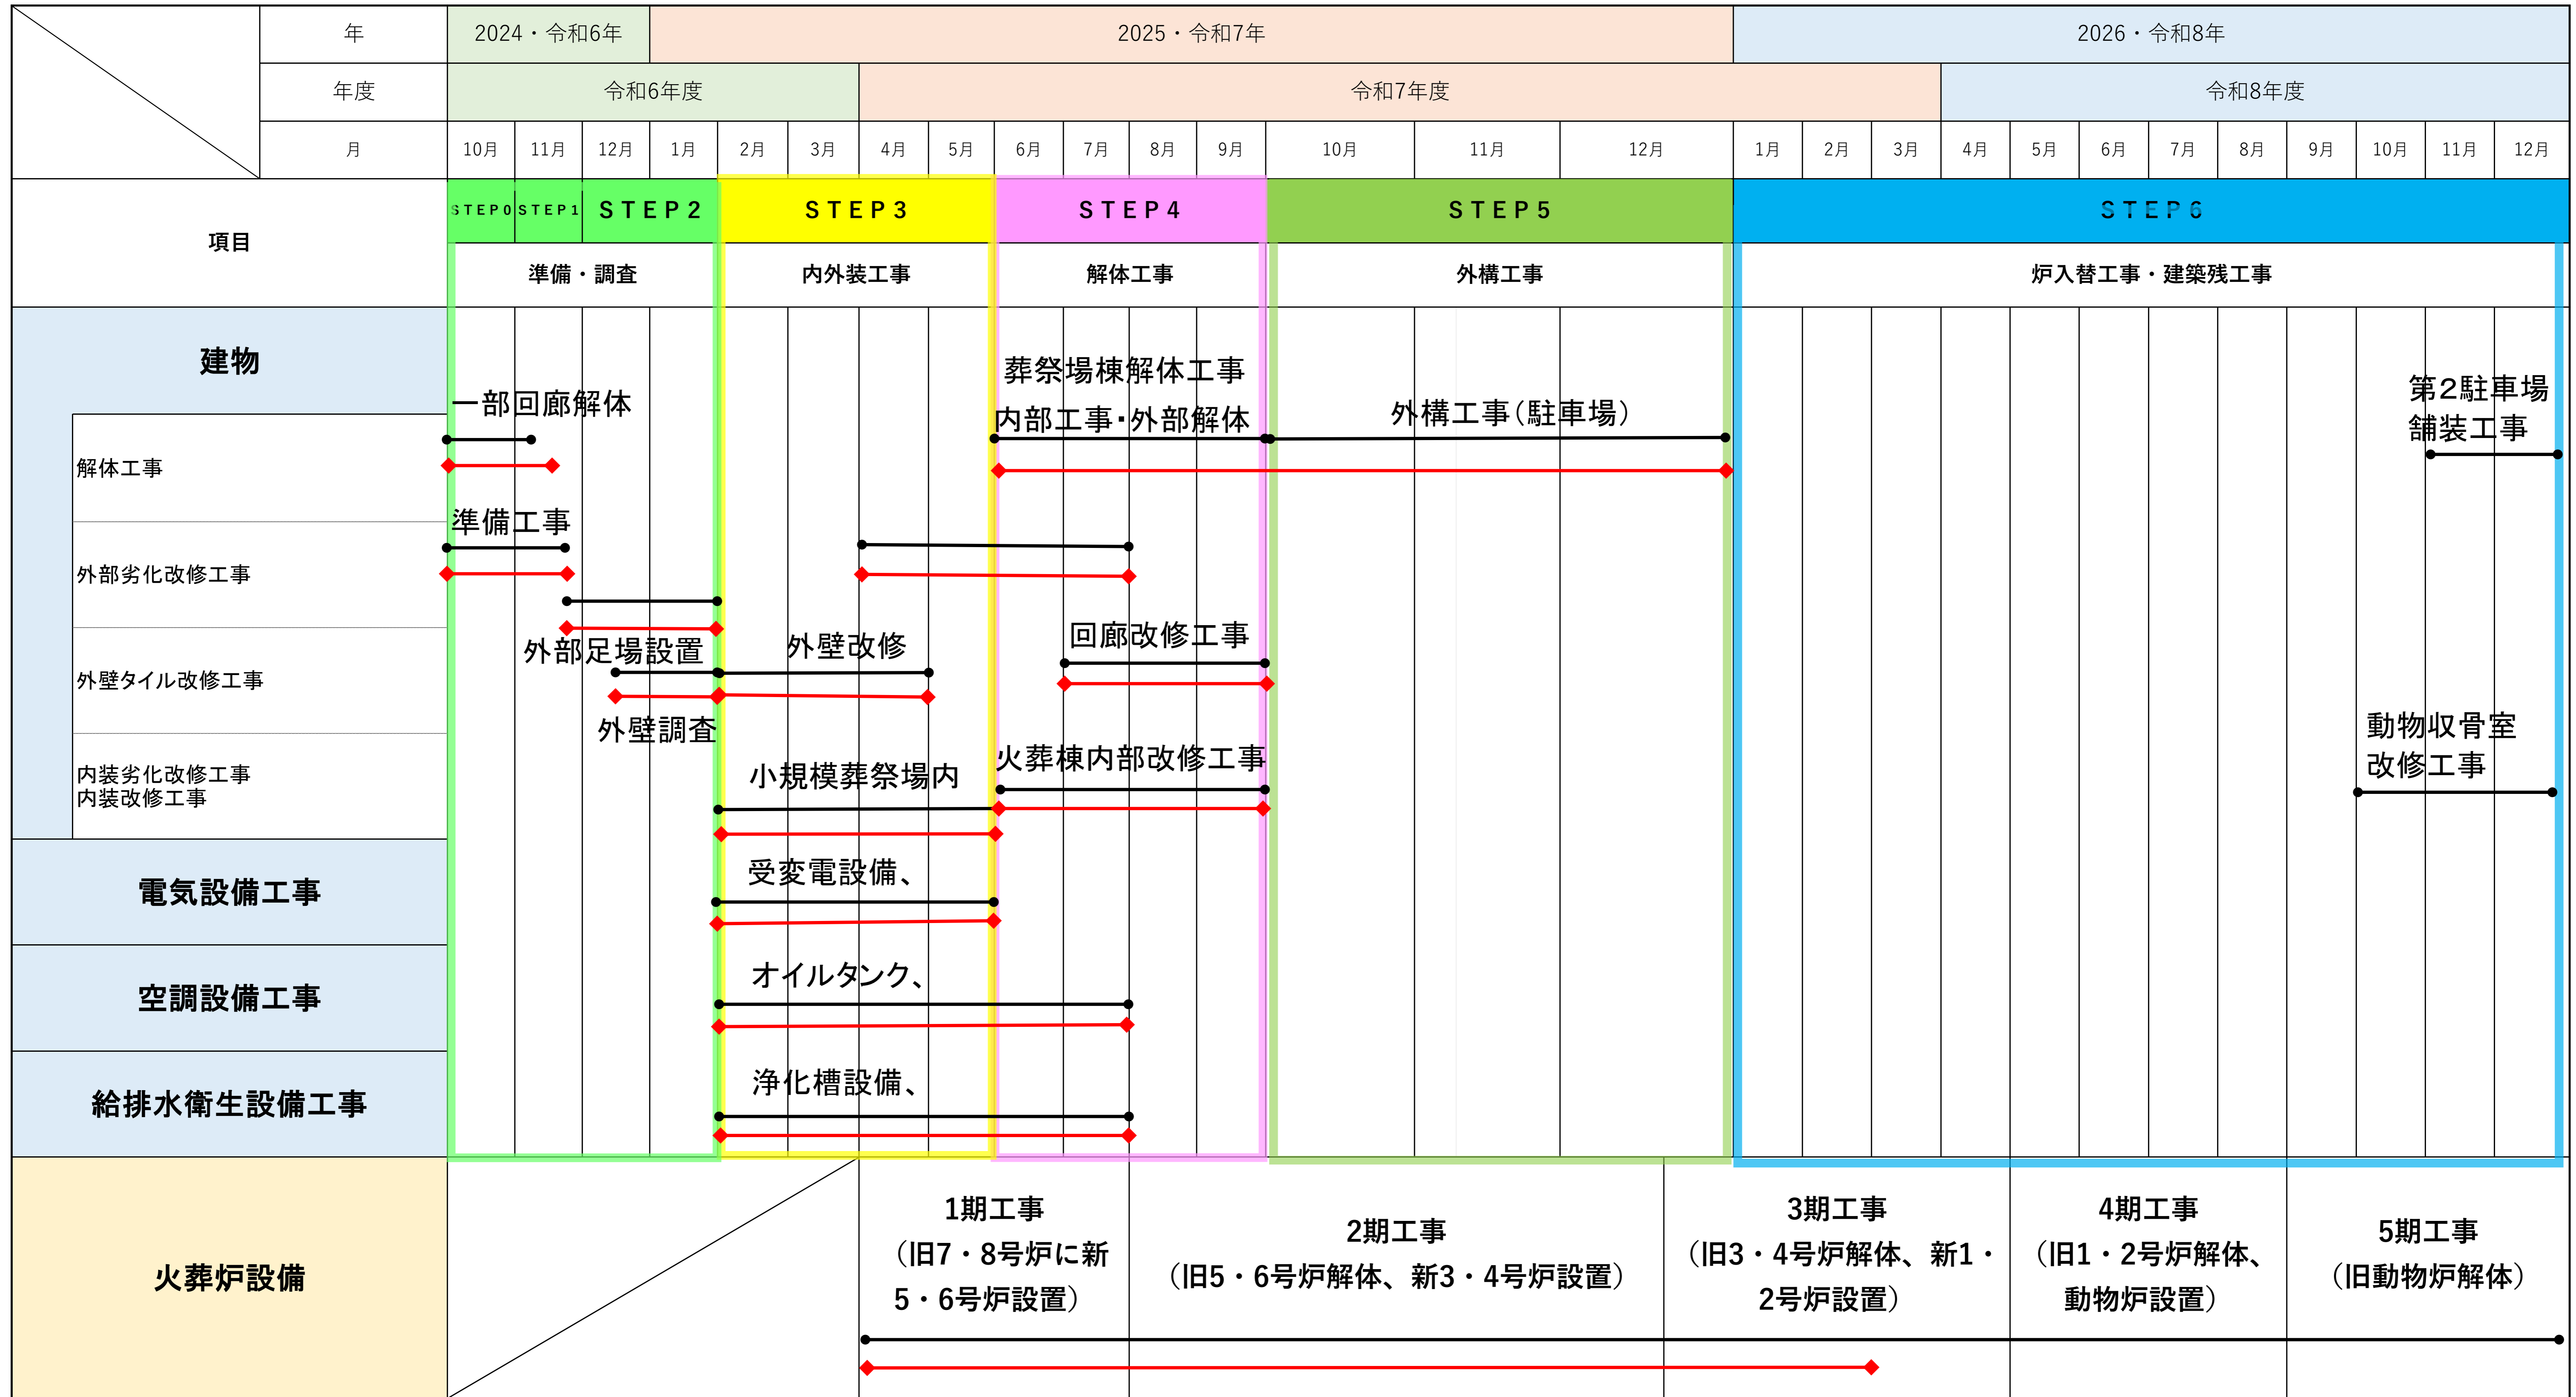 年 2024・令和6年 2025・令和7年 2026・令和8年
年度 令和6年度 令和7年度 令和8年度
月 10月 11月 12月 1月 2月 3月 4月 5月 6月 7月 8月 9月 10月 11月 12月 1月 2月 3月 4月 5月 6月 7月 8月 9月 10月 11月 12月
項目
STEP0 STEP1 STEP2 STEP3 STEP4 STEP5 STEP6
準備・調査 内外装工事 解体工事 外構工事 炉入替工事・建築残工事
建物
解体工事
一部回廊解体
葬祭場棟解体工事
内部工事・外部解体
外構工事(駐車場)
第2駐車場
舗装工事
外部劣化改修工事
準備工事
外壁タイル改修工事
外部足場設置
外壁改修
回廊改修工事
外壁調査
内装劣化改修工事
内装改修工事
小規模葬祭場内
火葬棟内部改修工事
動物収骨室
改修工事
電気設備工事
受変電設備、
空調設備工事
オイルタンク、
給排水衛生設備工事
浄化槽設備、
火葬炉設備
1期工事
（旧7・8号炉に新
5・6号炉設置）
2期工事
（旧5・6号炉解体、新3・4号炉設置）
3期工事
（旧3・4号炉解体、新1・
2号炉設置）
4期工事
（旧1・2号炉解体、
動物炉設置）
5期工事
（旧動物炉解体）